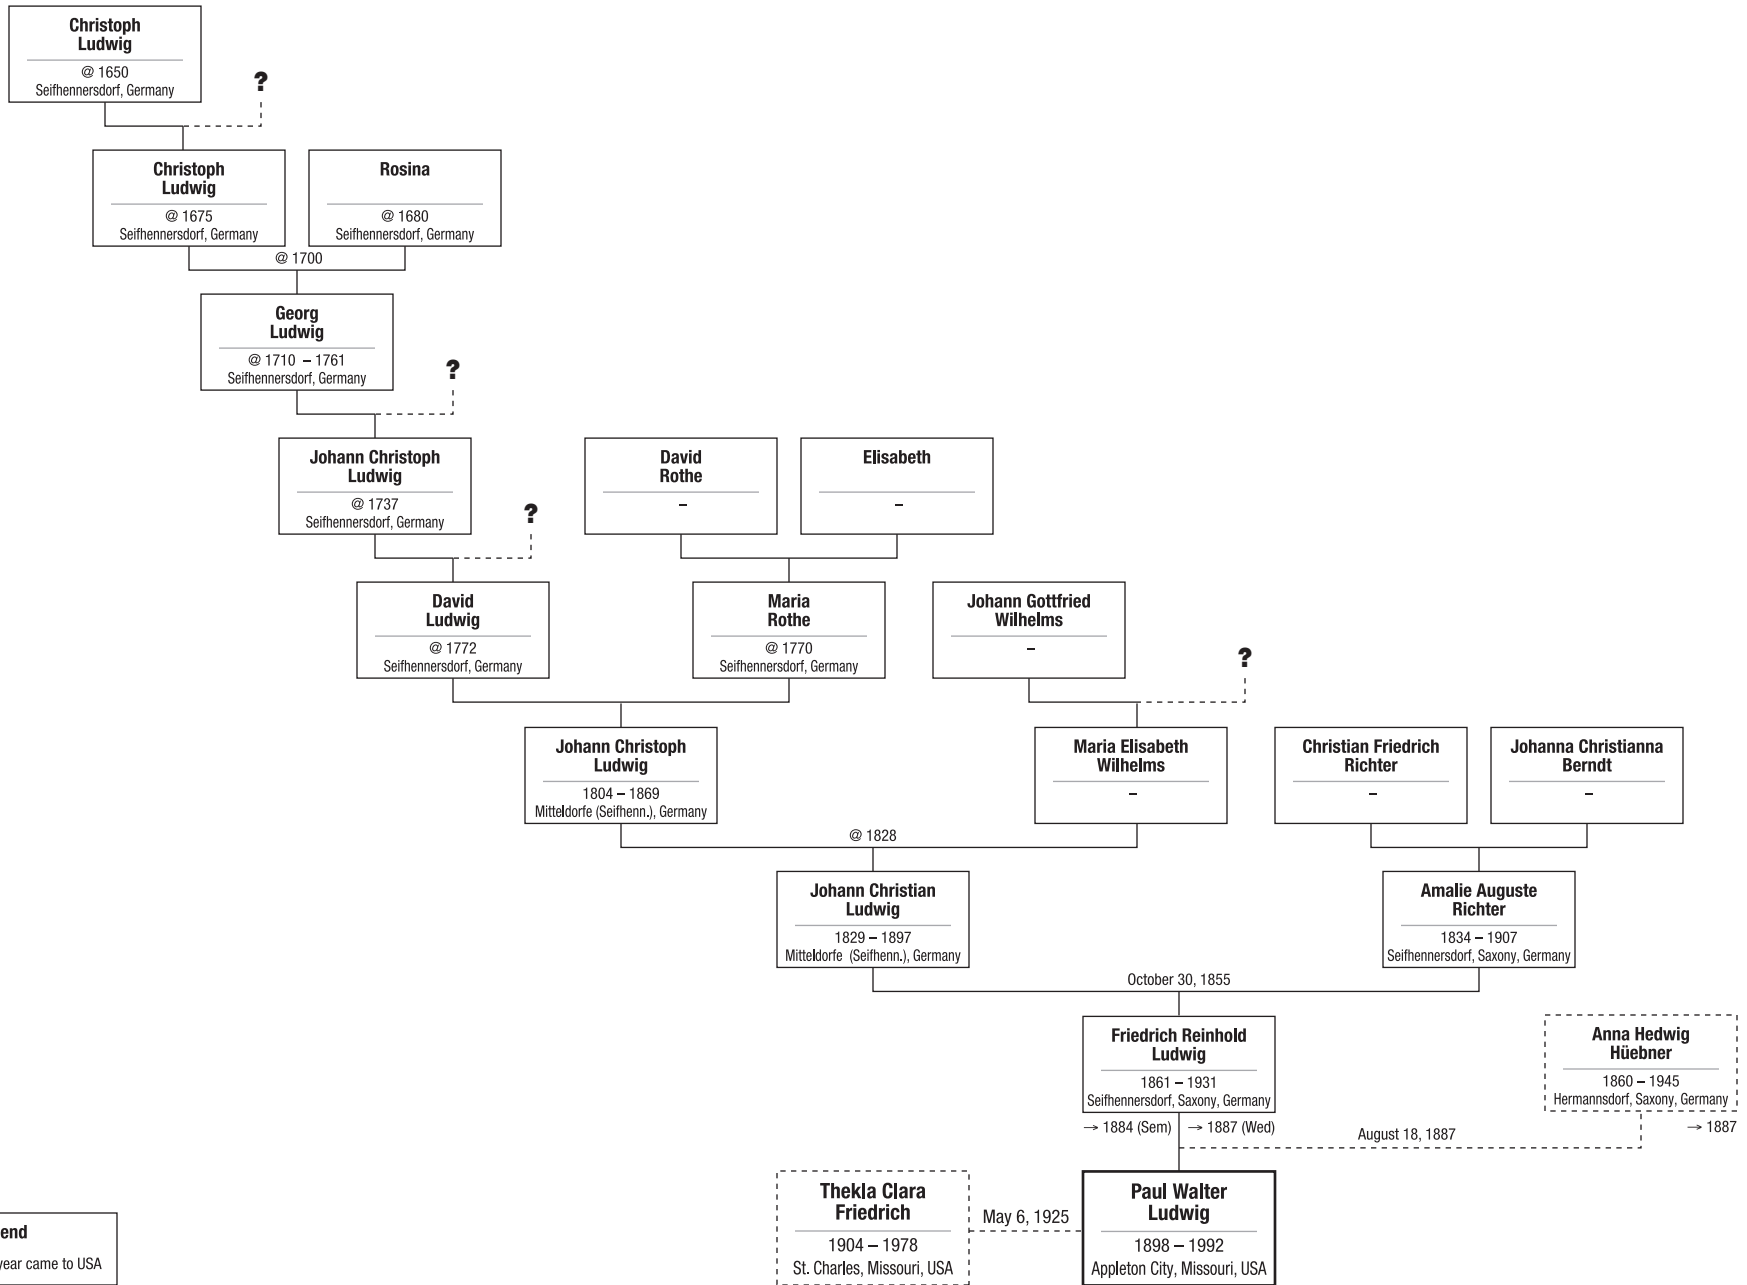 Christoph
Ludwig
@ 1650
Seifhennersdorf, Germany
?
Christoph
Ludwig
@ 1675
Seifhennersdorf, Germany
Rosina
@ 1680
Seifhennersdorf, Germany
@ 1700
Georg
Ludwig
@ 1710 – 1761
Seifhennersdorf, Germany
?
Johann Christoph
Ludwig
@ 1737
Seifhennersdorf, Germany
?
David
Rothe
–
Elisabeth
–
David
Ludwig
@ 1772
Seifhennersdorf, Germany
Maria
Rothe
@ 1770
Seifhennersdorf, Germany
Johann Gottfried
Wilhelms
–
?
Johann Christoph
Ludwig
1804 – 1869
Mitteldorfe (Seifhenn.), Germany
Maria Elisabeth
Wilhelms
–
Christian Friedrich
Richter
–
Johanna Christianna
Berndt
–
@ 1828
Johann Christian
Ludwig
1829 – 1897
Mitteldorfe (Seifhenn.), Germany
Amalie Auguste
Richter
1834 – 1907
Seifhennersdorf, Saxony, Germany
October 30, 1855
Friedrich Reinhold
Ludwig
1861 – 1931
Seifhennersdorf, Saxony, Germany
→ 1884 (Sem) → 1887 (Wed)
Anna Hedwig
Hüebner
1860 – 1945
Hermannsdorf, Saxony, Germany
→ 1887
August 18, 1887
Thekla Clara
Friedrich
1904 – 1978
St. Charles, Missouri, USA
May 6, 1925
Paul Walter
Ludwig
1898 – 1992
Appleton City, Missouri, USA
end
year came to USA